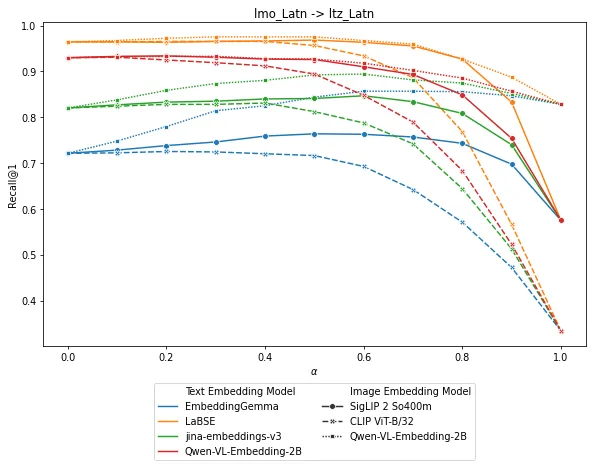 lmo_Latn -> ltz_Latn
Recall@1
1.0
0.9
0.8
0.7
0.6
0.5
0.4
0.0 0.2 0.4 0.6 0.8 1.0
α
Text Embedding Model
EmbeddingGemma
LaBSE
jina-embeddings-v3
Qwen-VL-Embedding-2B
Image Embedding Model
SigLIP 2 So400m
CLIP ViT-B/32
Qwen-VL-Embedding-2B